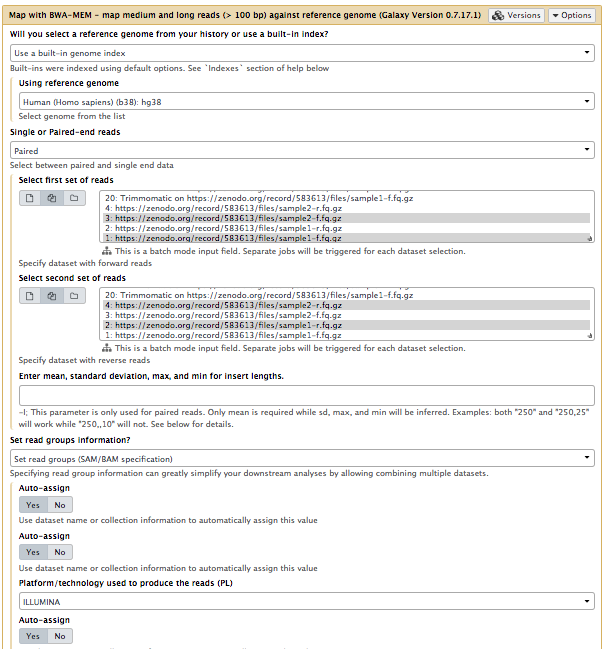 Map with BWA-MEM - map medium and long reads (> 100 bp) against reference genome (Galaxy Version 0.7.17.1)
Versions
Options
Will you select a reference genome from your history or use a built-in index?
Use a built-in genome index
Built-ins were indexed using default options. See `Indexes` section of help below
Using reference genome
Human (Homo sapiens) (b38): hg38
Select genome from the list
Single or Paired-end reads
Paired
Select between paired and single end data
Select first set of reads
20: Trimmomatic on https://zenodo.org/record/583613/files/sample1-f.fq.gz
4: https://zenodo.org/record/583613/files/sample2-r.fq.gz
3: https://zenodo.org/record/583613/files/sample2-f.fq.gz
2: https://zenodo.org/record/583613/files/sample1-r.fq.gz
1: https://zenodo.org/record/583613/files/sample1-f.fq.gz
This is a batch mode input field. Separate jobs will be triggered for each dataset selection.
Specify dataset with forward reads
Select second set of reads
20: Trimmomatic on https://zenodo.org/record/583613/files/sample1-f.fq.gz
4: https://zenodo.org/record/583613/files/sample2-r.fq.gz
3: https://zenodo.org/record/583613/files/sample2-f.fq.gz
2: https://zenodo.org/record/583613/files/sample1-r.fq.gz
1: https://zenodo.org/record/583613/files/sample1-f.fq.gz
This is a batch mode input field. Separate jobs will be triggered for each dataset selection.
Specify dataset with reverse reads
Enter mean, standard deviation, max, and min for insert lengths.
-I; This parameter is only used for paired reads. Only mean is required while sd, max, and min will be inferred. Examples: both "250" and "250,25"
will work while "250,,10" will not. See below for details.
Set read groups information?
Set read groups (SAM/BAM specification)
Specifying read group information can greatly simplify your downstream analyses by allowing combining multiple datasets.
Auto-assign
Yes No
Use dataset name or collection information to automatically assign this value
Auto-assign
Yes No
Use dataset name or collection information to automatically assign this value
Platform/technology used to produce the reads (PL)
ILLUMINA
Auto-assign
Yes No